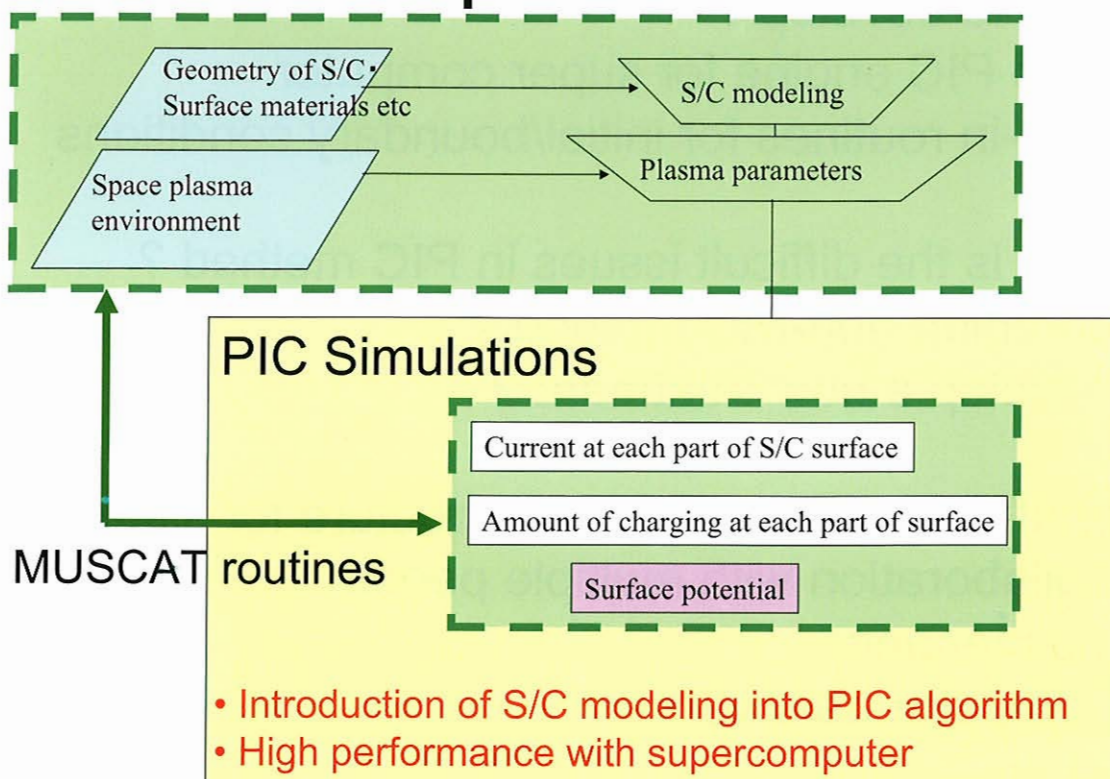 Geometry of S/C・
Surface materials etc
S/C modeling
Space plasma
environment
Plasma parameters
PIC Simulations
Current at each part of S/C surface
Amount of charging at each part of surface
Surface potential
MUSCAT routines
• Introduction of S/C modeling into PIC algorithm
• High performance with supercomputer